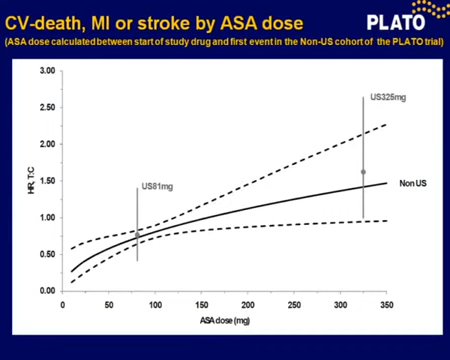 CV-death, MI or stroke by ASA dose
PLATO
(ASA dose calculated between start of study drug and first event in the Non-US cohort of the PLATO trial)
3.00
2.50
2.00
1.50
1.00
0.50
0.00
HR, T:C
US325mg
US81mg
Non US
0
50
100
150
200
250
300
350
ASA dose (mg)